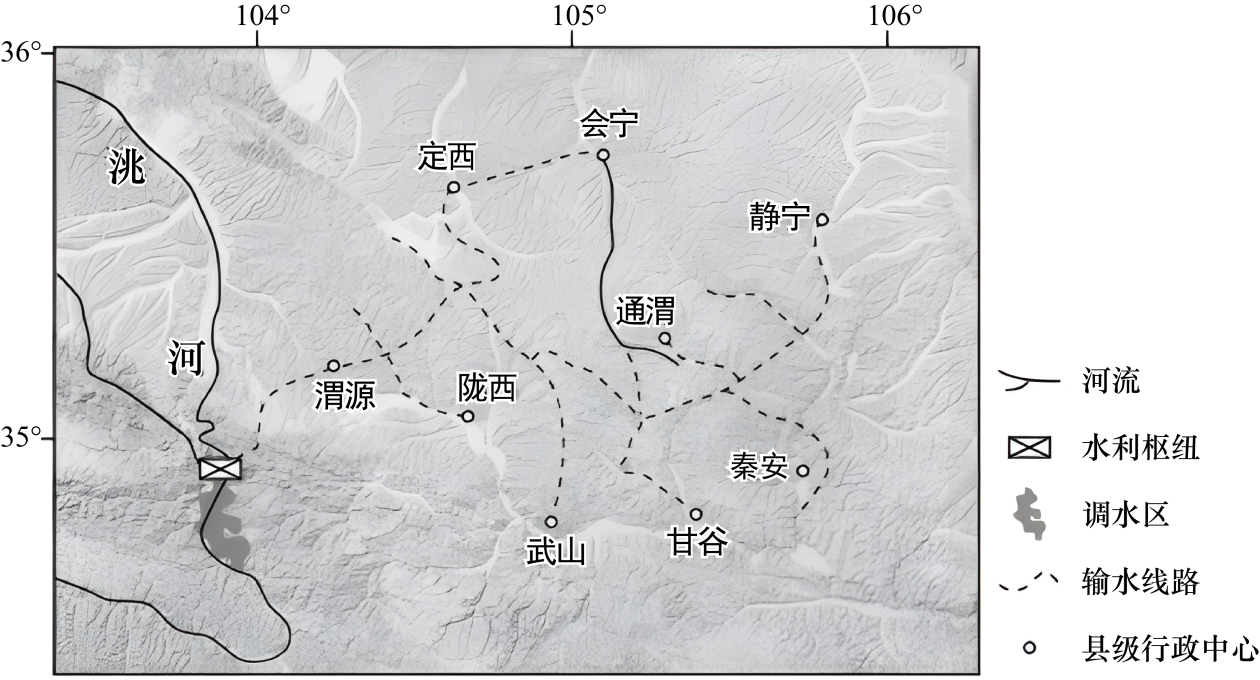 104° 105° 106°
36°
会宁
定西
洮
静宁
通渭
河
渭源
陇西
35°
秦安
武山
甘谷
河流
水利枢纽
调水区
输水线路
县级行政中心